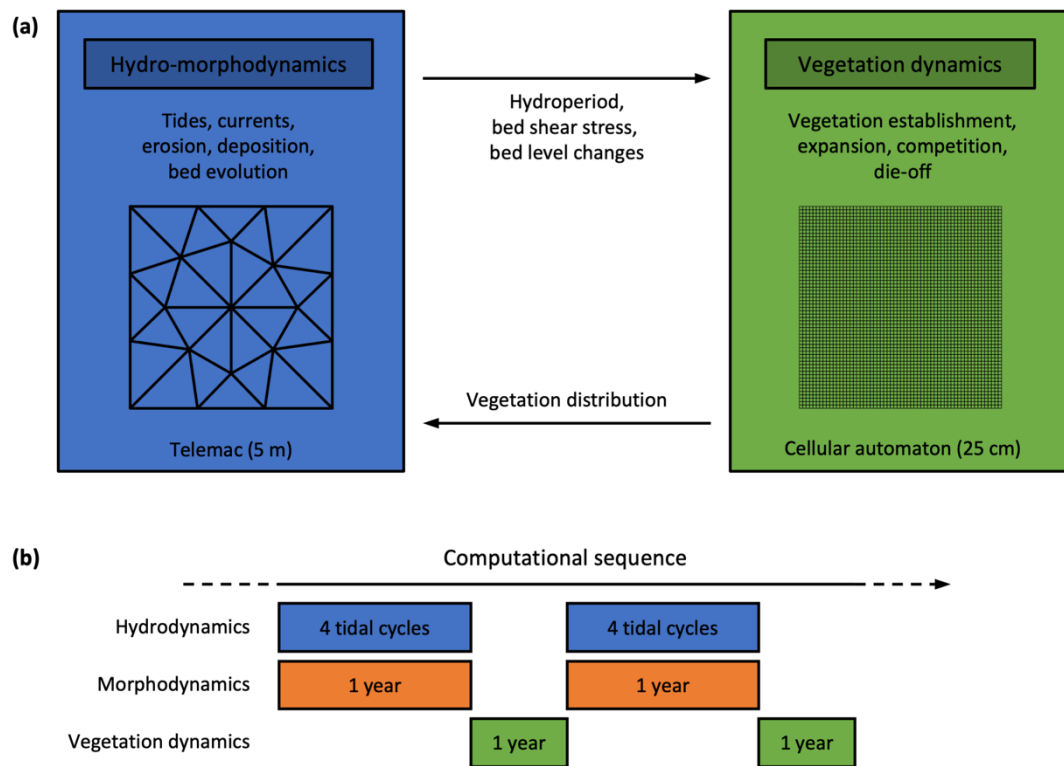 (a)
Hydro-morphodynamics
Tides, currents,
erosion, deposition,
bed evolution
Telemac (5 m)
Hydroperiod,
bed shear stress,
bed level changes
Vegetation distribution
Vegetation dynamics
Vegetation establishment,
expansion, competition,
die-off
Cellular automaton (25 cm)
(b)
Computational sequence
Hydrodynamics
4 tidal cycles
4 tidal cycles
Morphodynamics
1 year
1 year
Vegetation dynamics
1 year
1 year